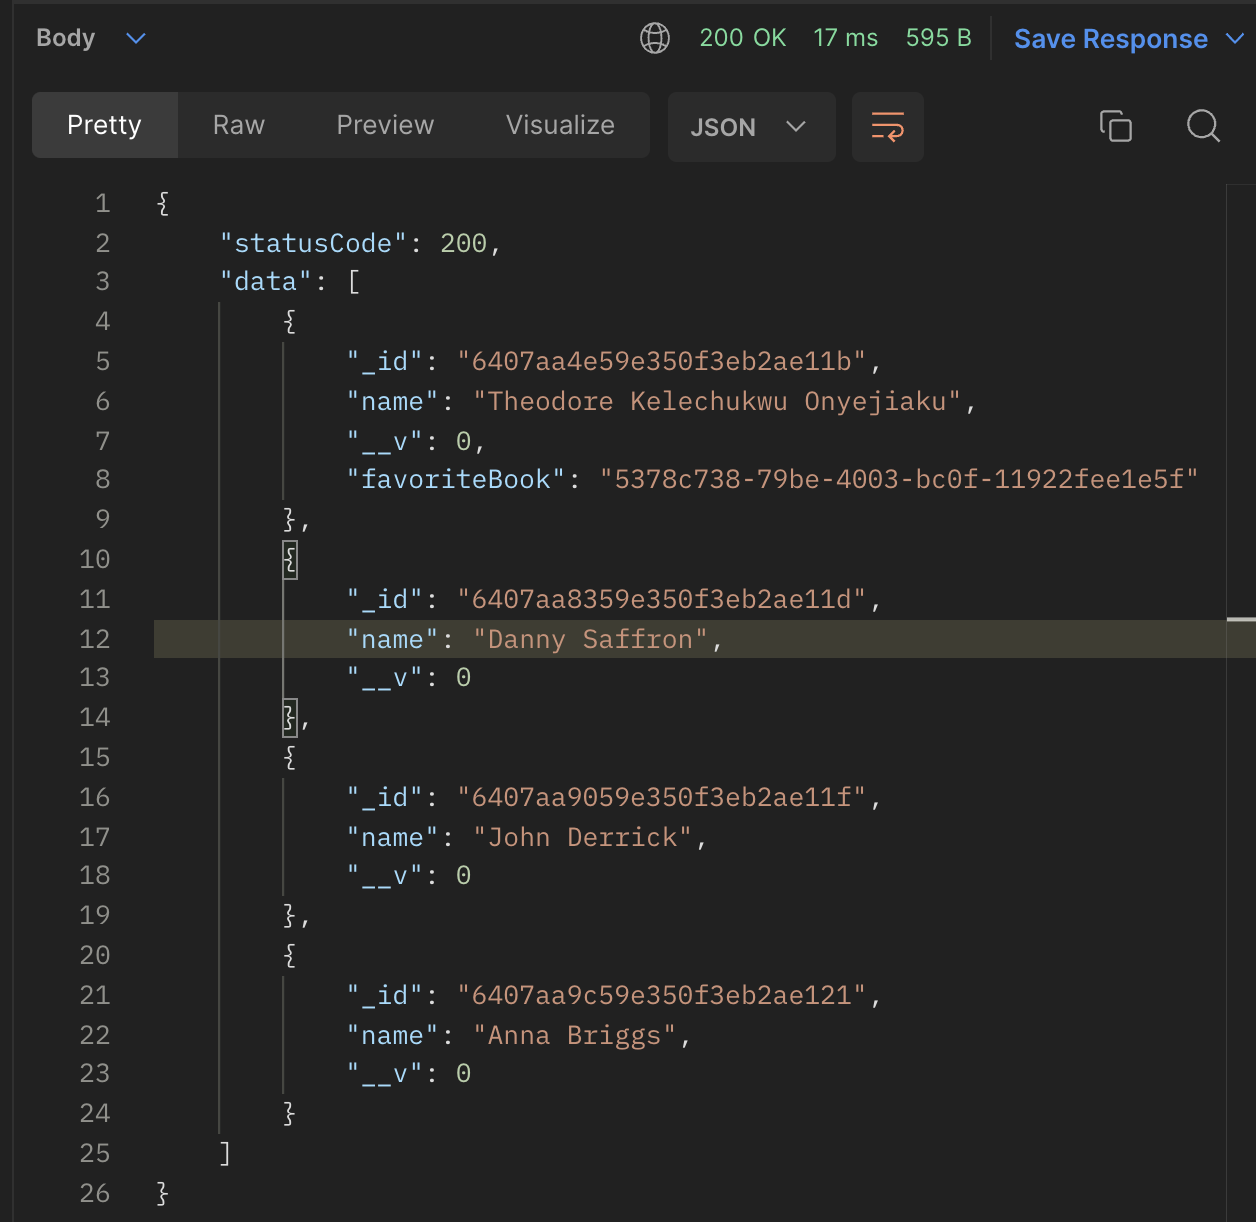 Body 200 OK 17 ms 595 B Save Response
Pretty Raw Preview Visualize JSON
1 {
2 "statusCode": 200,
3 "data": [
4 {
5 "_id": "6407aa4e59e350f3eb2ae11b",
6 "name": "Theodore Kelechukwu Onyejiaku",
7 "__v": 0,
8 "favoriteBook": "5378c738-79be-4003-bc0f-11922fee1e5f"
9 },
10 {
11 "_id": "6407aa8359e350f3eb2ae11d",
12 "name": "Danny Saffron",
13 "__v": 0
14 },
15 {
16 "_id": "6407aa9059e350f3eb2ae11f",
17 "name": "John Derrick",
18 "__v": 0
19 },
20 {
21 "_id": "6407aa9c59e350f3eb2ae121",
22 "name": "Anna Briggs",
23 "__v": 0
24 }
25 ]
26 }